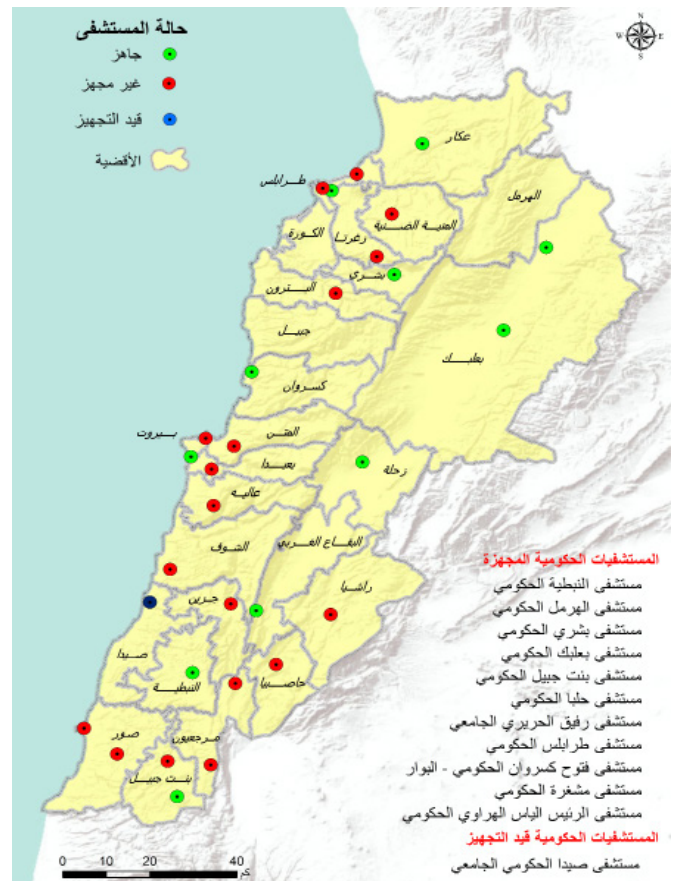 حالة المستشفى
جاهز
غير مجهز
قيد التجهيز
الأقضية
N
W E
S
عكار
طرابلس
الهرمل
المنية الضنية
زغرتا
الكورة
بشري
البترون
جبيل
بعلبك
كسروان
المتن
بيروت
بعبدا
زحلة
عاليه
البقاع الغربي
الشوف
راشيا
جزين
صيدا
حاصبيا
النبطية
مرجعيون
صور
بنت جبيل
المستشفيات الحكومية المجهزة
مستشفى النبطية الحكومي
مستشفى الهرمل الحكومي
مستشفى بشري الحكومي
مستشفى بعلبك الحكومي
مستشفى بنت جبيل الحكومي
مستشفى حلبا الحكومي
مستشفى رفيق الحريري الجامعي
مستشفى طرابلس الحكومي
مستشفى فتوح كسروان الحكومي - البوار
مستشفى مشغرة الحكومي
مستشفى الرئيس الياس الهراوي الحكومي
المستشفيات الحكومية قيد التجهيز
مستشفى صيدا الحكومي الجامعي
0 10 20 40
كم